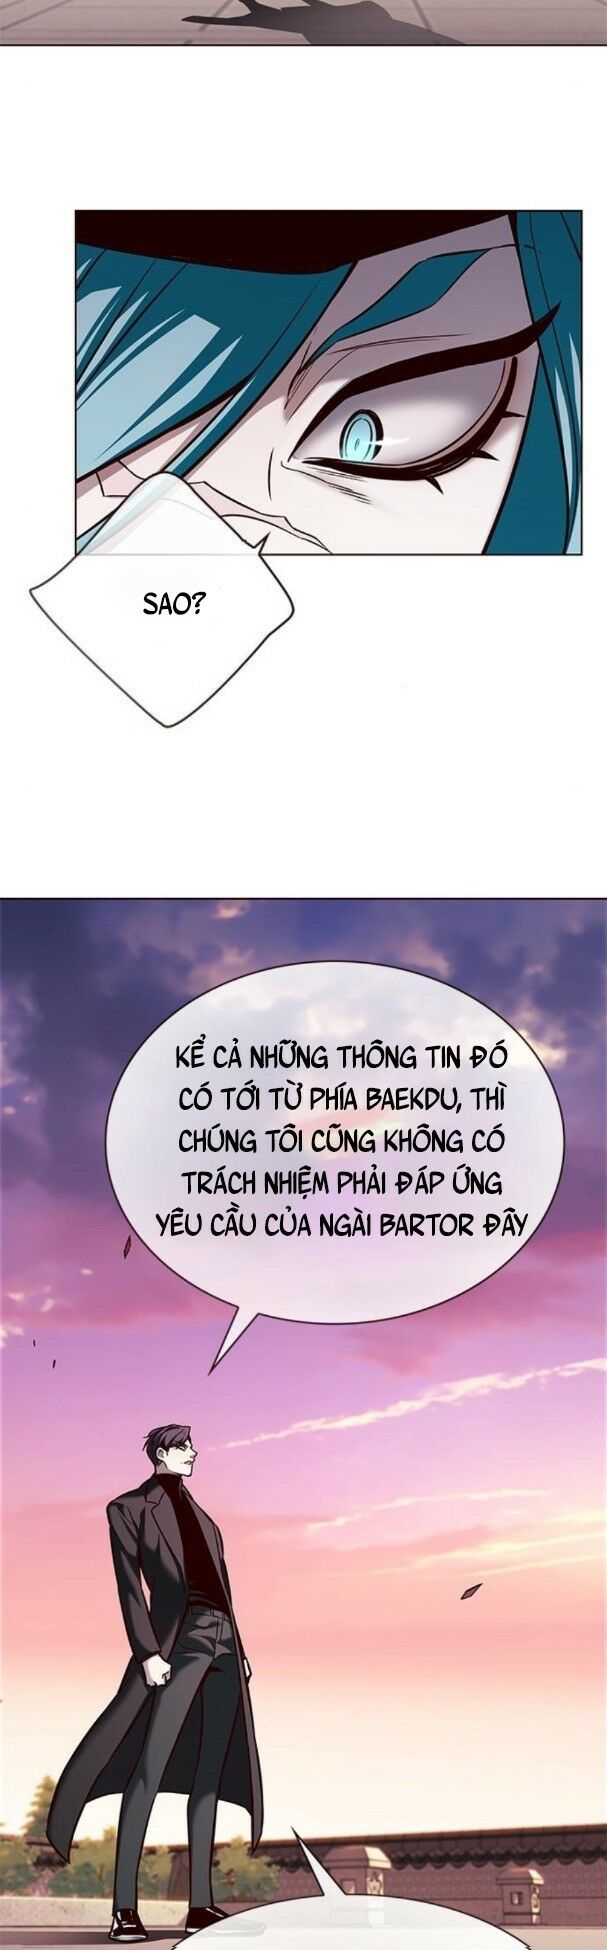 SAO?
KỂ CẢ NHỮNG THÔNG TIN ĐÓ
CÓ TỚI TỪ PHÍA BAEKDU, THÌ
CHÚNG TÔI CŨNG KHÔNG CÓ
TRÁCH NHIỆM PHẢI ĐÁP ỨNG
YÊU CẦU CỦA NGÀI BARTOR ĐÂY